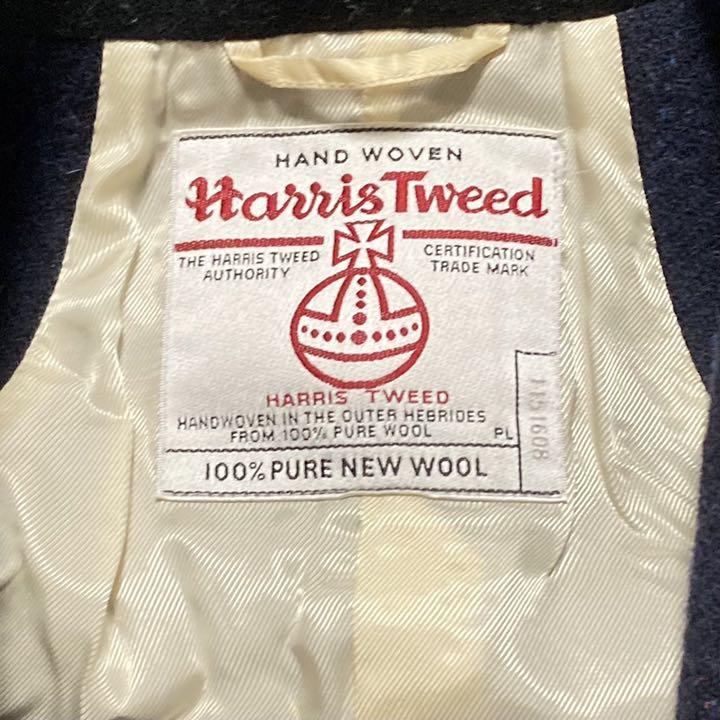 HAND WOVEN
Harris Tweed
THE HARRIS TWEED AUTHORITY
CERTIFICATION TRADE MARK
HARRIS TWEED
HANDWOVEN IN THE OUTER HEBRIDES
FROM 100% PURE WOOL
PL
100% PURE NEW WOOL